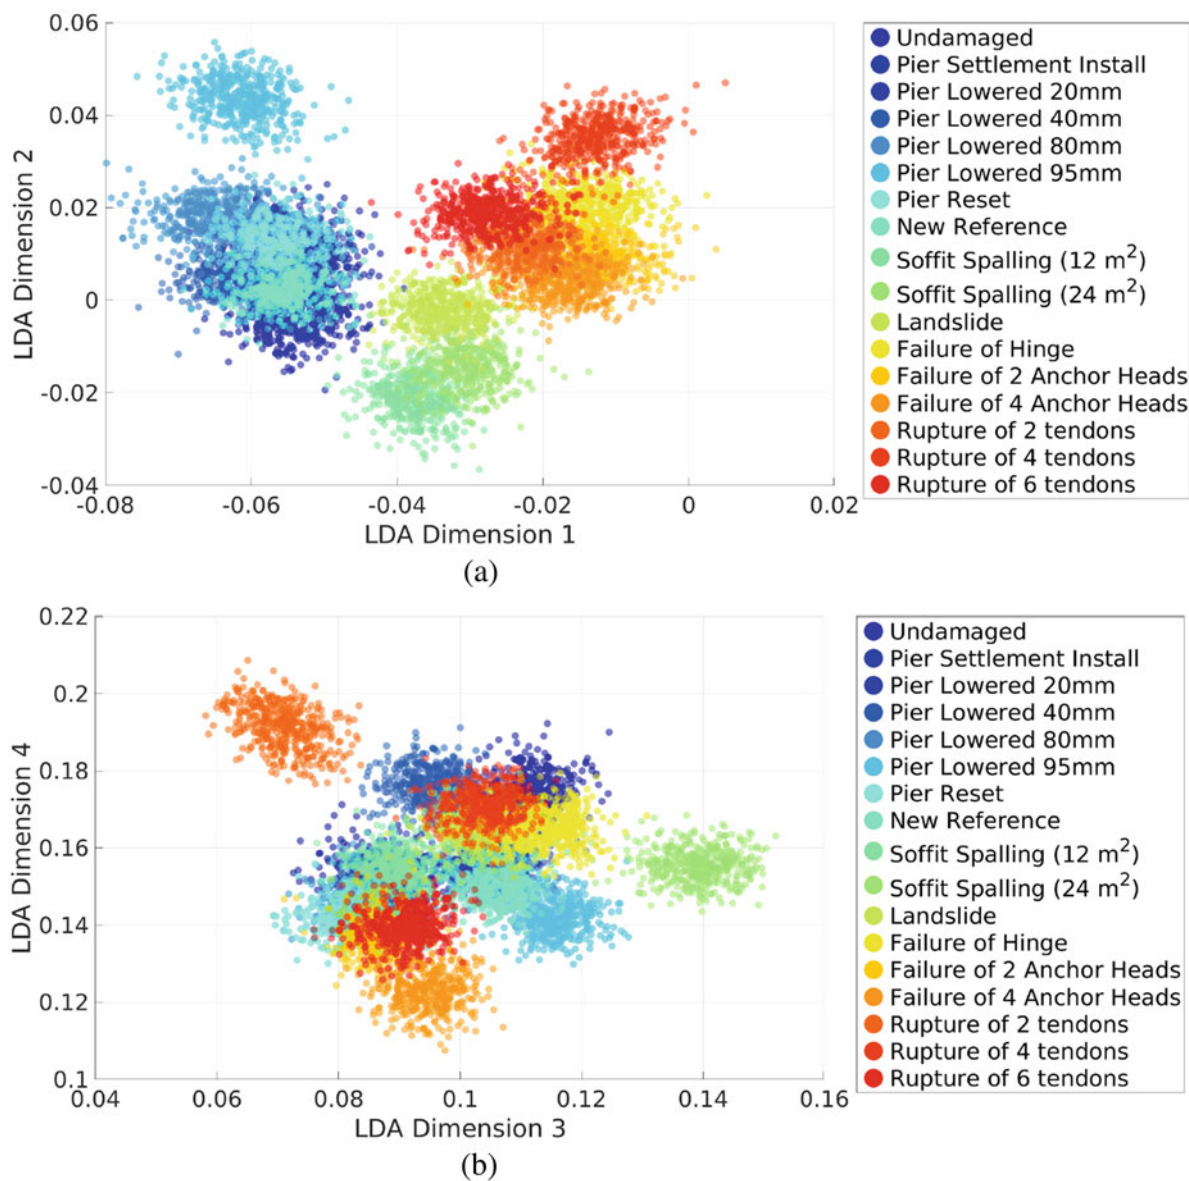 0.06
0.04
0.02
0
-0.02
-0.04
LDA Dimension 2
-0.08
-0.06
-0.04
-0.02
0
0.02
LDA Dimension 1
Undamaged
Pier Settlement Install
Pier Lowered 20mm
Pier Lowered 40mm
Pier Lowered 80mm
Pier Lowered 95mm
Pier Reset
New Reference
Soffit Spalling (12 m²)
Soffit Spalling (24 m²)
Landslide
Failure of Hinge
Failure of 2 Anchor Heads
Failure of 4 Anchor Heads
Rupture of 2 tendons
Rupture of 4 tendons
Rupture of 6 tendons
(a)
0.22
0.2
0.18
0.16
0.14
0.12
0.1
LDA Dimension 4
0.04
0.06
0.08
0.1
0.12
0.14
0.16
LDA Dimension 3
Undamaged
Pier Settlement Install
Pier Lowered 20mm
Pier Lowered 40mm
Pier Lowered 80mm
Pier Lowered 95mm
Pier Reset
New Reference
Soffit Spalling (12 m²)
Soffit Spalling (24 m²)
Landslide
Failure of Hinge
Failure of 2 Anchor Heads
Failure of 4 Anchor Heads
Rupture of 2 tendons
Rupture of 4 tendons
Rupture of 6 tendons
(b)